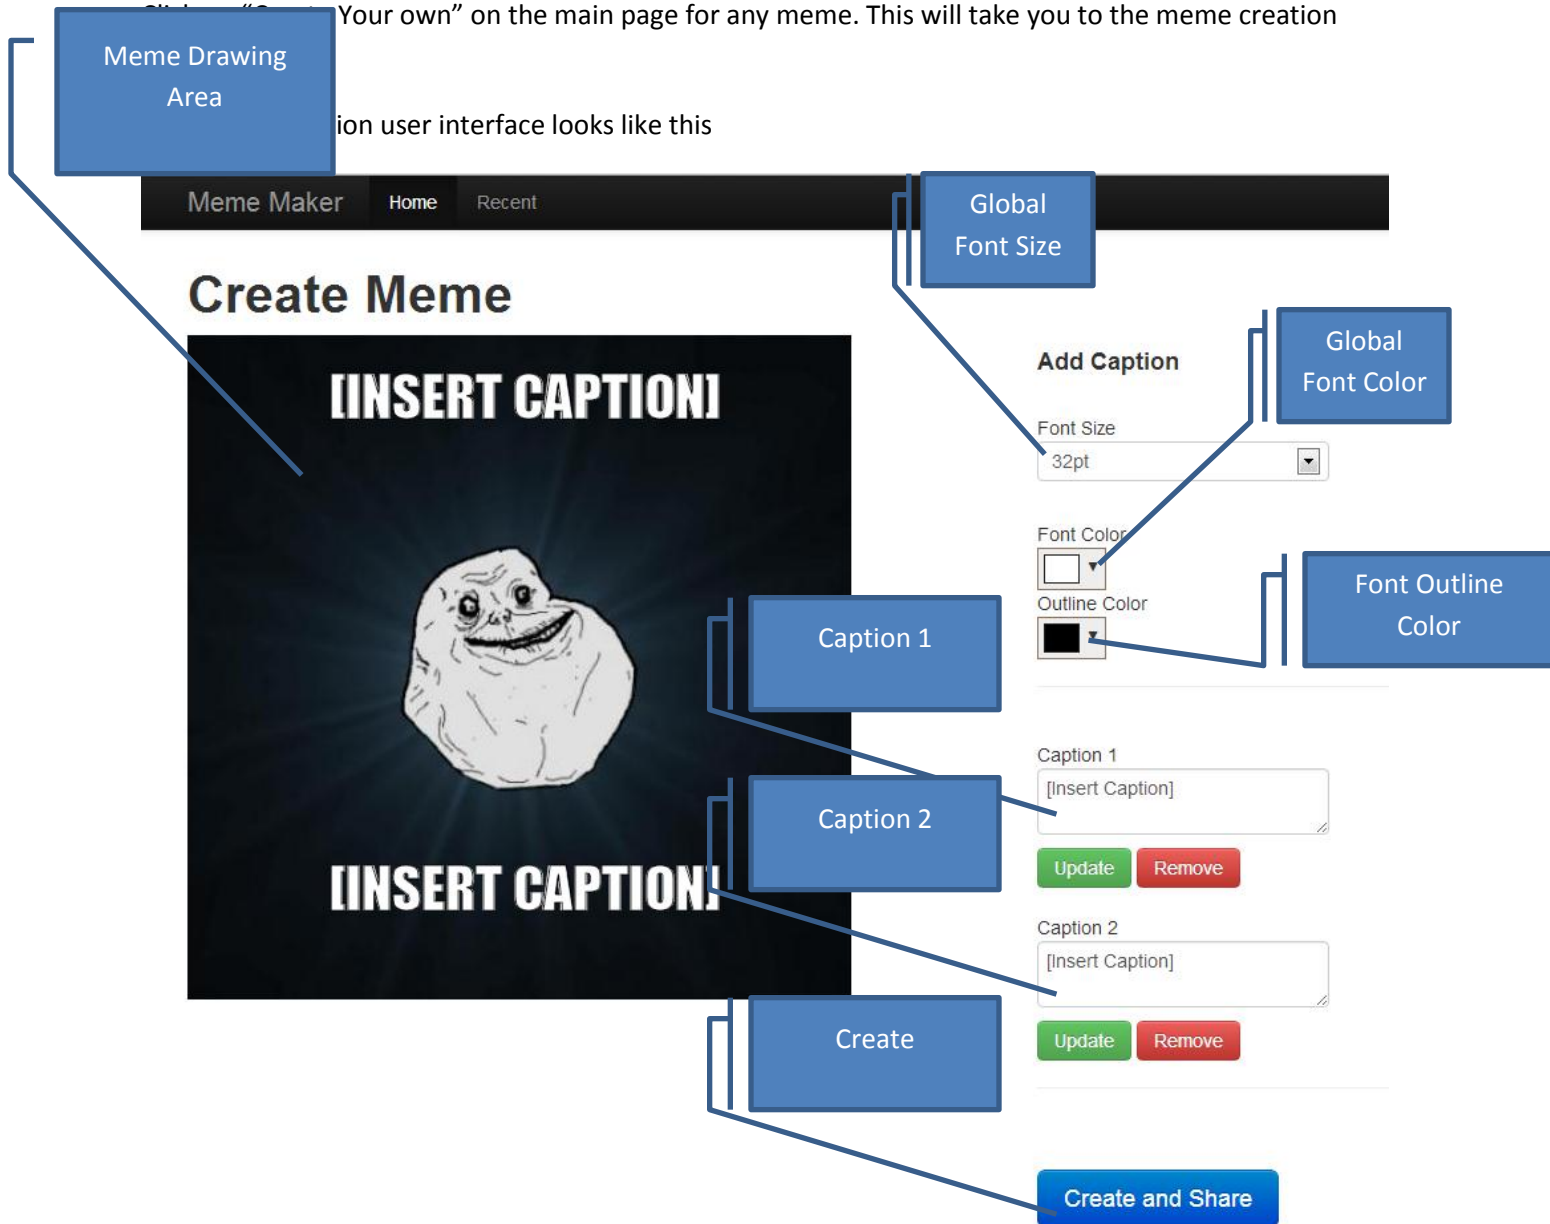 Your own” on the main page for any meme. This will take you to the meme creation
Meme Drawing
Area
ion user interface looks like this
Meme Maker Home Recent
Global
Font Size
Create Meme
[INSERT CAPTION]
Add Caption
Global
Font Color
Font Size
32pt
Font Color
Outline Color
Font Outline
Color
Caption 1
Caption 1
[Insert Caption]
Update Remove
Caption 2
[INSERT CAPTION]
Caption 2
[Insert Caption]
Update Remove
Create
Create and Share